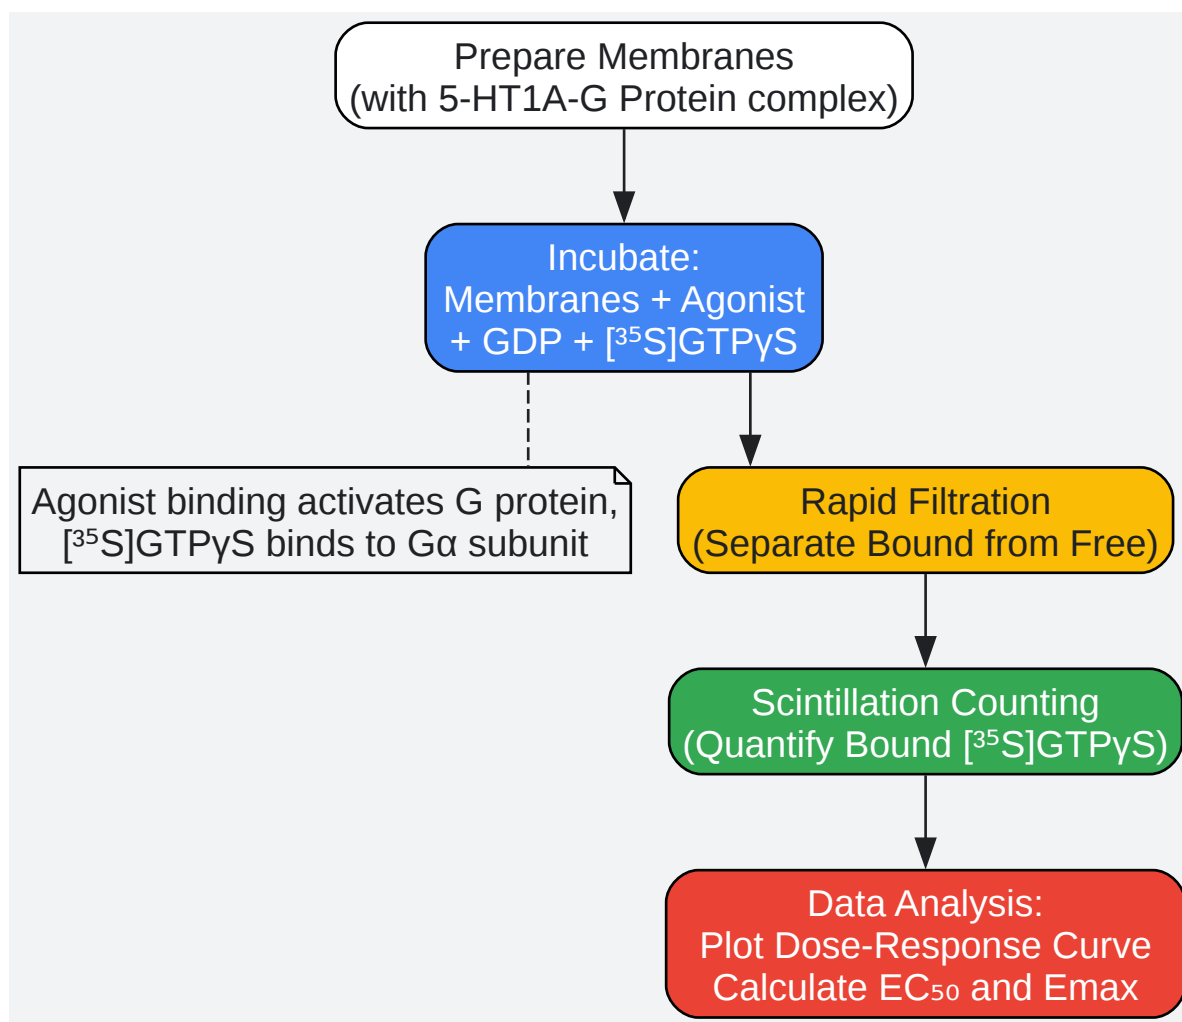 Prepare Membranes
(with 5-HT1A-G Protein complex)
Incubate:
Membranes + Agonist
+ GDP + [³⁵S]GTPγS
Agonist binding activates G protein,
[³⁵S]GTPγS binds to Gα subunit
Rapid Filtration
(Separate Bound from Free)
Scintillation Counting
(Quantify Bound [³⁵S]GTPγS)
Data Analysis:
Plot Dose-Response Curve
Calculate EC₅₀ and Emax